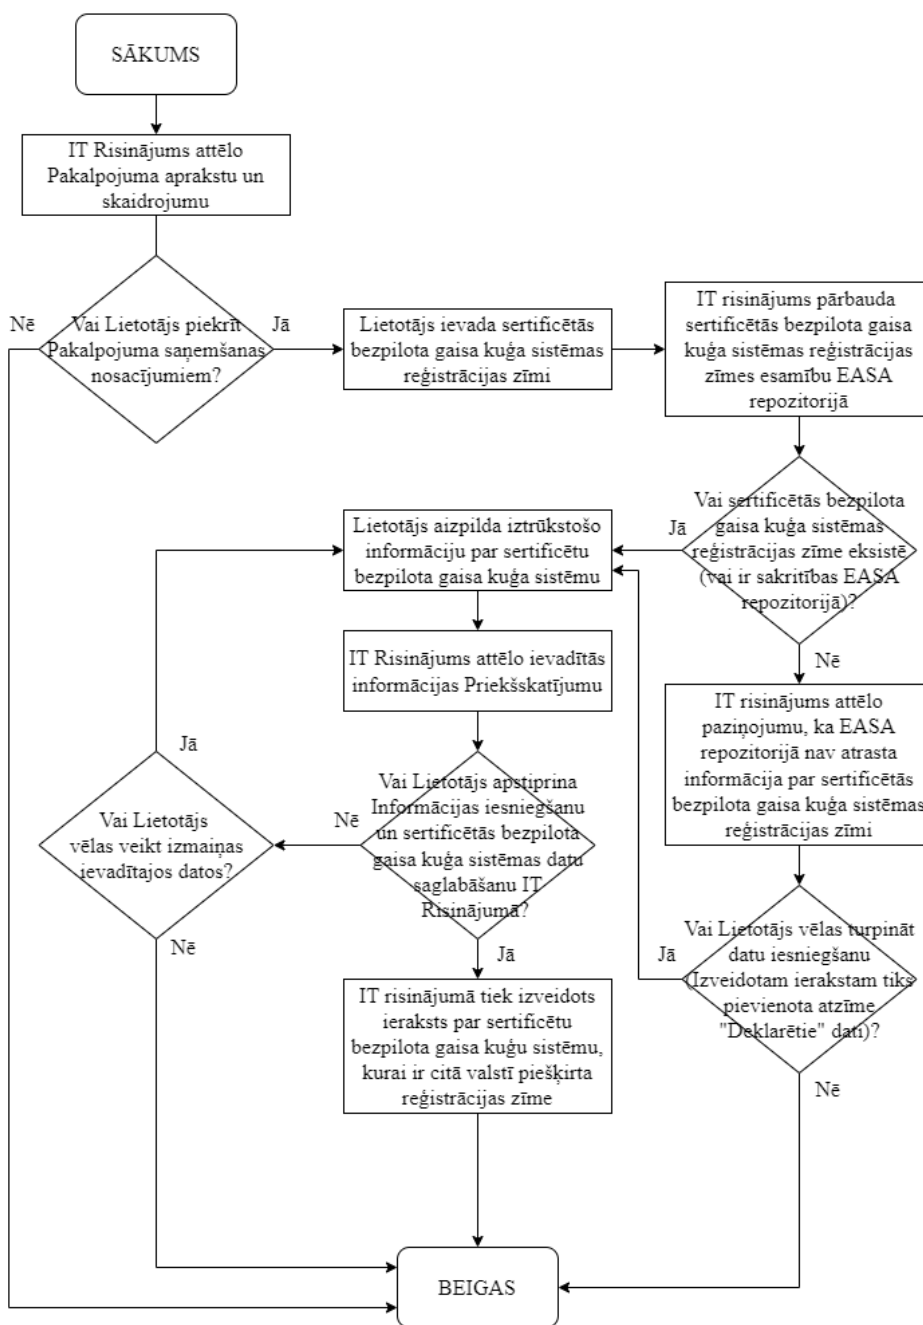 SĀKUMS
IT Risinājums attēlo
Pakalpojuma aprakstu un
skaidrojumu
Nē
Vai Lietotājs piekrīt
Pakalpojuma saņemšanas
nosacījumiem?
Jā
Lietotājs ievada sertificētās
bezpilota gaisa kuģa sistēmas
reģistrācijas zīmi
IT risinājums pārbauda
sertificētās bezpilota gaisa
kuģa sistēmas reģistrācijas
zīmes esamību EASA
repozitorijā
Vai sertificētās bezpilota
gaisa kuģa sistēmas
reģistrācijas zīme eksistē
(vai ir sakritības EASA
repozitorijā)?
Jā
Nē
Lietotājs aizpilda iztrūkstošo
informāciju par sertificētu
bezpilota gaisa kuģa sistēmu
IT Risinājums attēlo ievadītās
informācijas Priekšskatījumu
IT risinājums attēlo
paziņojumu, ka EASA
repozitorijā nav atrasta
informācija par sertificētās
bezpilota gaisa kuģa sistēmas
reģistrācijas zīmi
Jā
Vai Lietotājs
vēlas veikt izmaiņas
ievadītajos datos?
Nē
Nē
Vai Lietotājs apstiprina
Informācijas iesniegšanu
un sertificētās bezpilota
gaisa kuģa sistēmas datu
saglabāšanu IT
Risinājumā?
Jā
Jā
Vai Lietotājs vēlas turpināt
datu iesniegšanu
(Izveidotam ierakstam tiks
pievienota atzīme
"Deklarētie" dati)?
Nē
IT risinājumā tiek izveidots
ieraksts par sertificētu
bezpilota gaisa kuģu sistēmu,
kurai ir citā valstī piešķirta
reģistrācijas zīme
BEIGAS